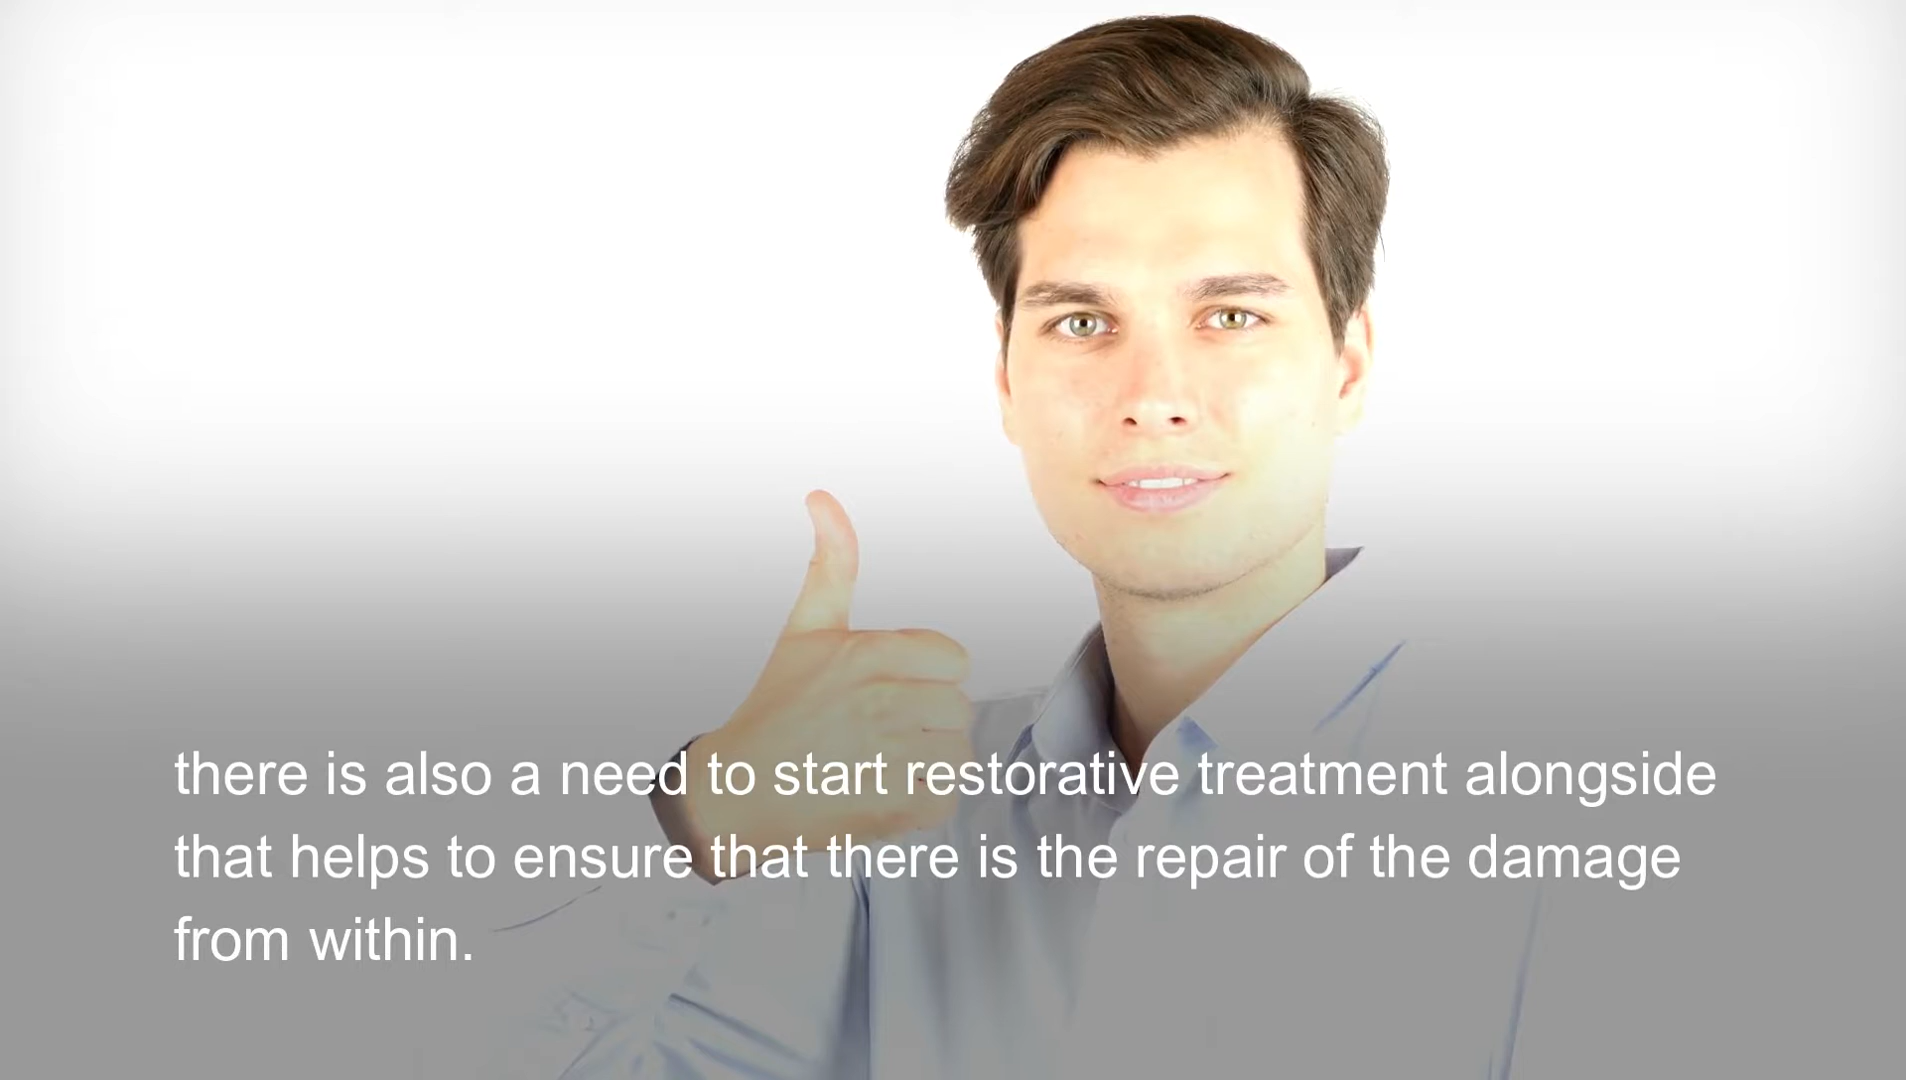 there is also a need to start restorative treatment alongside
that helps to ensure that there is the repair of the damage
from within.